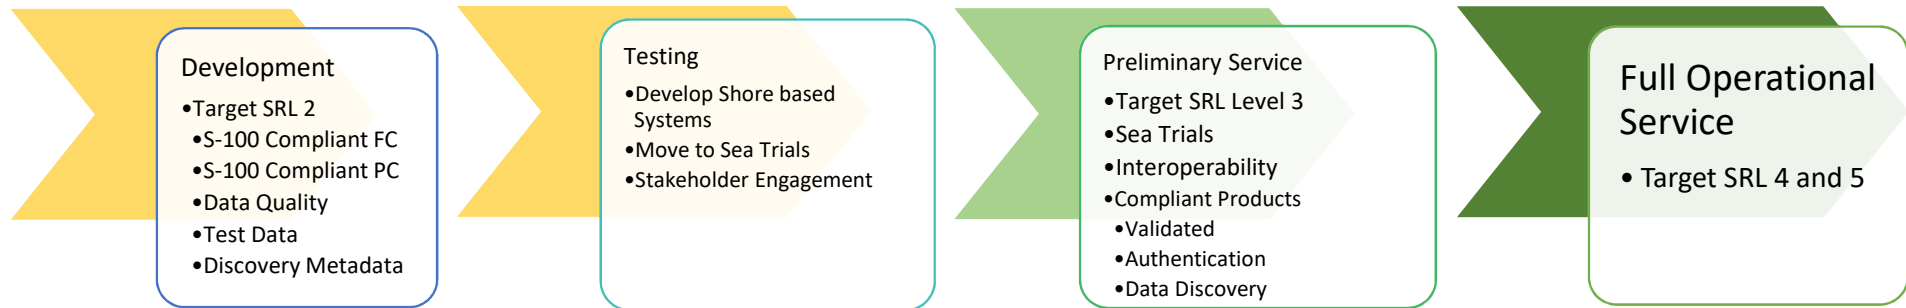 Development
•Target SRL 2
•S-100 Compliant FC
•S-100 Compliant PC
•Data Quality
•Test Data
•Discovery Metadata
Testing
•Develop Shore based
Systems
•Move to Sea Trials
•Stakeholder Engagement
Preliminary Service
•Target SRL Level 3
•Sea Trials
•Interoperability
•Compliant Products
•Validated
•Authentication
•Data Discovery
Full Operational
Service
• Target SRL 4 and 5